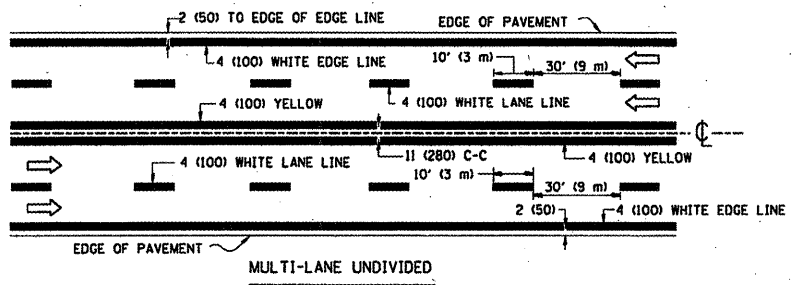 2 (50) TO EDGE OF EDGE LINE
EDGE OF PAVEMENT
4 (100) WHITE EDGE LINE
10' (3 m)
30' (9 m)
4 (100) YELLOW
4 (100) WHITE LANE LINE
4 (100) WHITE LANE LINE
11 (280) C-C
4 (100) YELLOW
10' (3 m)
30' (9 m)
2 (50)
4 (100) WHITE EDGE LINE
EDGE OF PAVEMENT
MULTI-LANE UNDIVIDED